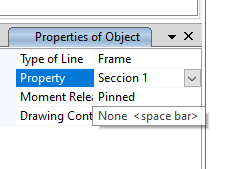 Properties of Object
Type of Line Frame
Property Seccion 1
Moment Relea Pinned
Drawing Cont None <space bar>